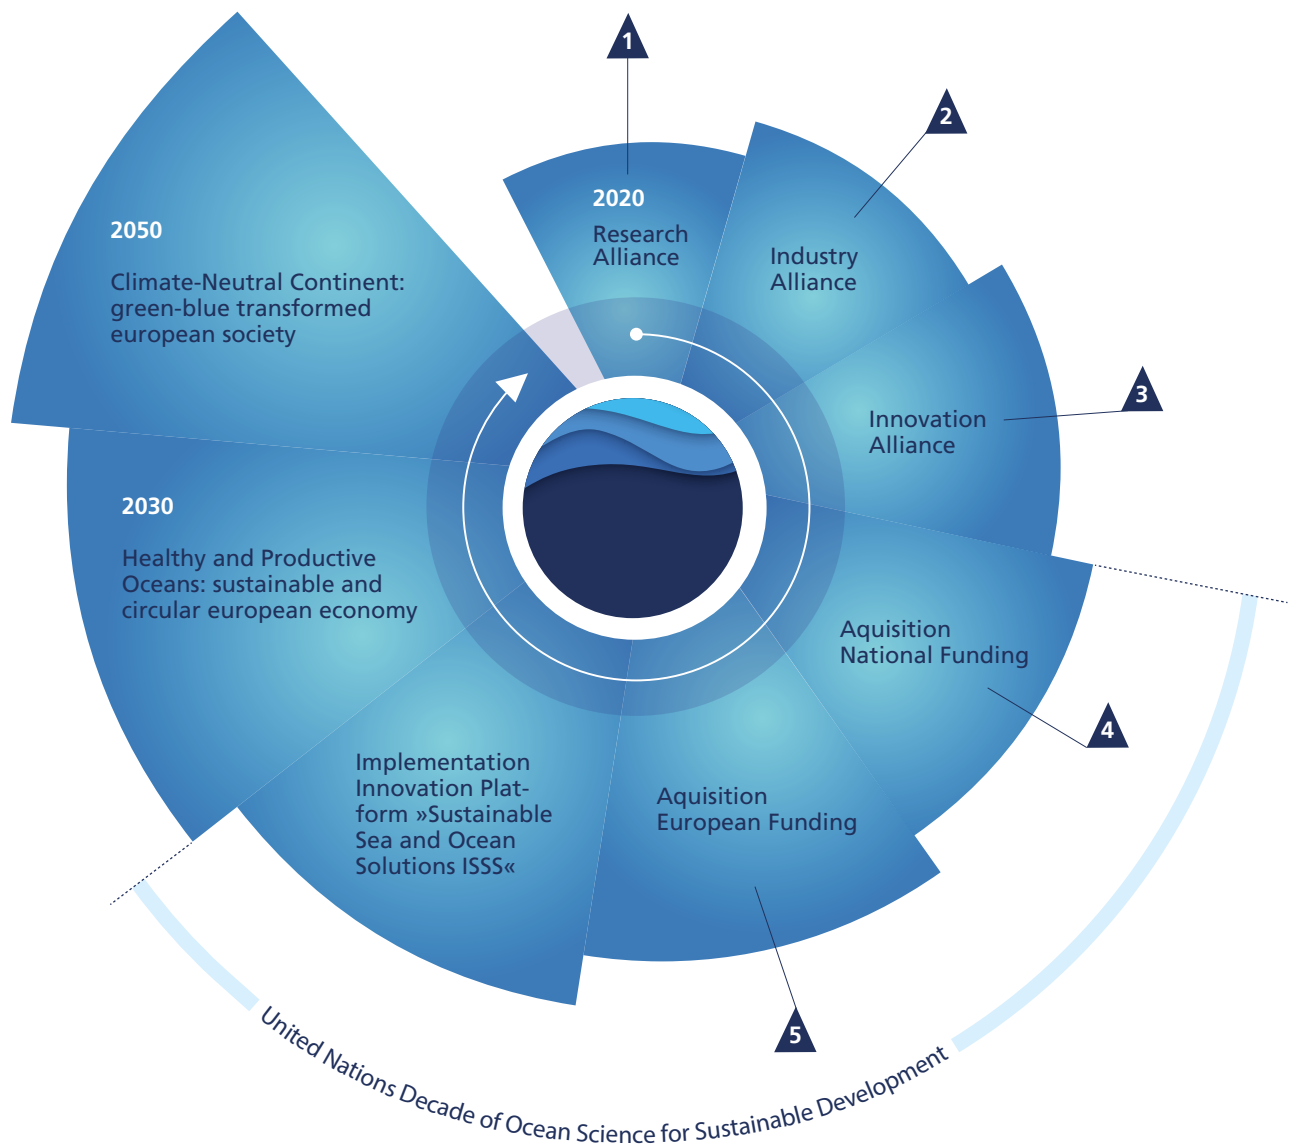 1
2020
Research
Alliance
2
Industry
Alliance
3
Innovation
Alliance
4
Aquisition
National Funding
5
Aquisition
European Funding
Implementation
Innovation Plat-
form »Sustainable
Sea and Ocean
Solutions ISSS«
2030
Healthy and Productive
Oceans: sustainable and
circular european economy
2050
Climate-Neutral Continent:
green-blue transformed
european society
United Nations Decade of Ocean Science for Sustainable Development